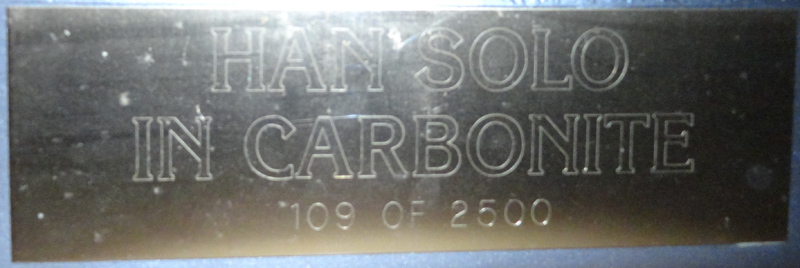 HAN SOLO
IN CARBONITE
109 OF 2500